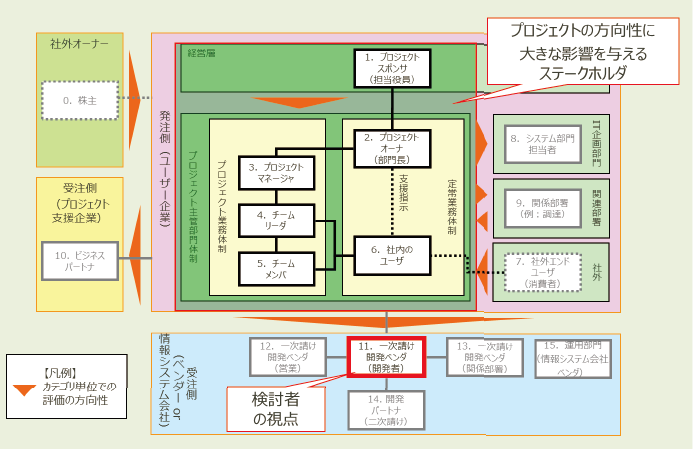 プロジェクトの方向性に
大きな影響を与える
ステークホルダ
社外オーナー
0．株主
受注側
(プロジェクト
支援企業)
10．ビジネス
パートナ
発注側（ユーザー企業）
経営層
1．プロジェクト
スポンサ
（担当役員）
プロジェクト主管部門体制
プロジェクト業務体制
2．プロジェクト
オーナ
（部門長）
3．プロジェクト
マネージャ
4．チーム
リーダ
5．チーム
メンバ
支援指示
定常業務体制
6．社内の
ユーザ
8．システム部門
担当者
IT企画部門
9．関係部署
（例：調達）
関連部署
7．社外エンド
ユーザ
（消費者）
社外
受注側
（ベンダー or
情報システム会社）
12．一次請け
開発ベンダ
（営業）
11．一次請け
開発ベンダ
（開発者）
13．一次請け
開発ベンダ
（関係部署）
15．運用部門
（情報システム会社
ベンダ）
14．開発
パートナ
（二次請け）
検討者
の視点
【凡例】
カテゴリ単位での
評価の方向性